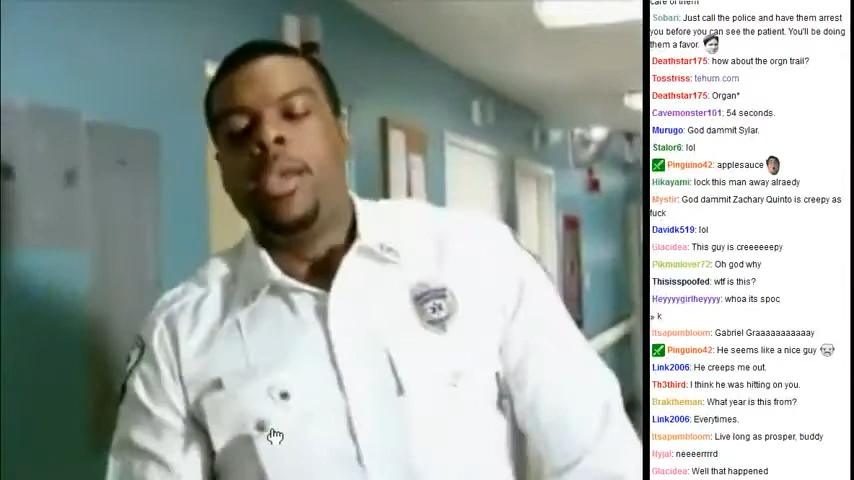 care of them
Sobari: Just call the police and have them arrest
you before you can see the patient. You'll be doing
them a favor.
Deathstar175: how about the orgn trail?
Tosstriss: tehurn.com
Deathstar175: Organ*
Cavemonster101: 54 seconds.
Murugo: God dammit Sylar.
Stalor6: lol
Pinguino42: applesauce
Hikayami: lock this man away alraedy
Mystir: God dammit Zachary Quinto is creepy as
fuck
Davidk519: lol
Glacidea: This guy is creeeeeepy
Pikminlover72: Oh god why
Thisisspoofed: wtf is this?
Heyyyygirlheyyyy: whoa its spoc
» k
Itsapumbloom: Gabriel Graaaaaaaaaay
Pinguino42: He seems like a nice guy
Link2006: He creeps me out.
Th3third: I think he was hitting on you.
Braktheman: What year is this from?
Link2006: Everytimes.
Itsapumbloom: Live long as prosper, buddy
Nyjal: neeeerrrrd
Glacidea: Well that happened